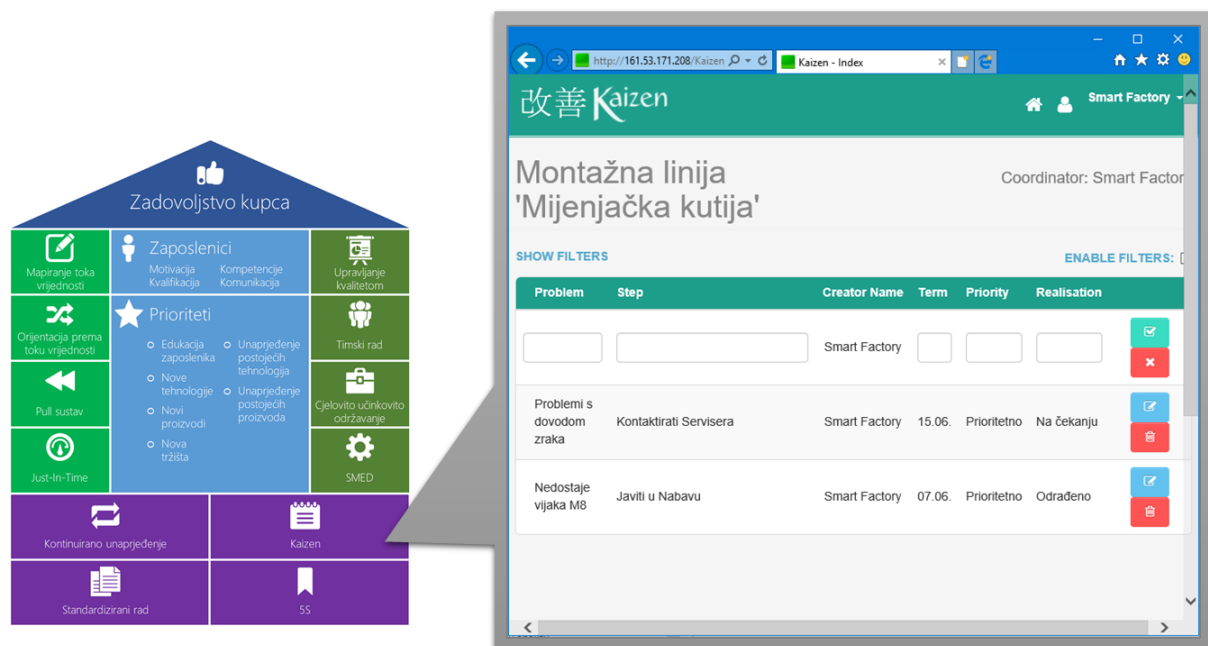 Zadovoljstvo kupca
Mapiranje toka
vrijednosti
Orijentacija prema
toku vrijednosti
Pull sustav
Just-In-Time
Zaposlenici
Motivacija Kompetencije
Kvalifikacija Komunikacija
Prioriteti
Edukacija
zaposlenika
Nove
tehnologije
Novi
proizvodi
Nova
tržišta
Unaprjeđenje
postojećih
tehnologija
Unaprjeđenje
postojećih
proizvoda
Upravljanje
kvalitetom
Timski rad
Cjelovito učinkovito
održavanje
SMED
Kontinuirano unaprjeđenje
Kaizen
Standardizirani rad
5S
http://161.53.171.208/Kaizen
Kaizen - Index
改善 Kaizen
Smart Factory
Montažna linija
'Mijenjačka kutija'
Coordinator: Smart Factor
SHOW FILTERS
ENABLE FILTERS:
Problem Step Creator Name Term Priority Realisation
Smart Factory
Problemi s
dovodom
zraka
Kontaktirati Servisera Smart Factory 15.06. Prioritetno Na čekanju
Nedostaje
vijaka M8
Javiti u Nabavu Smart Factory 07.06. Prioritetno Odrađeno